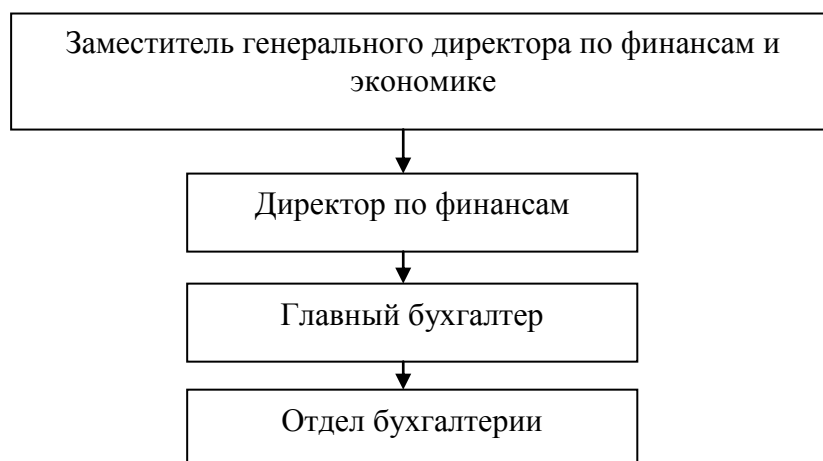 Заместитель генерального директора по финансам и
экономике
Директор по финансам
Главный бухгалтер
Отдел бухгалтерии